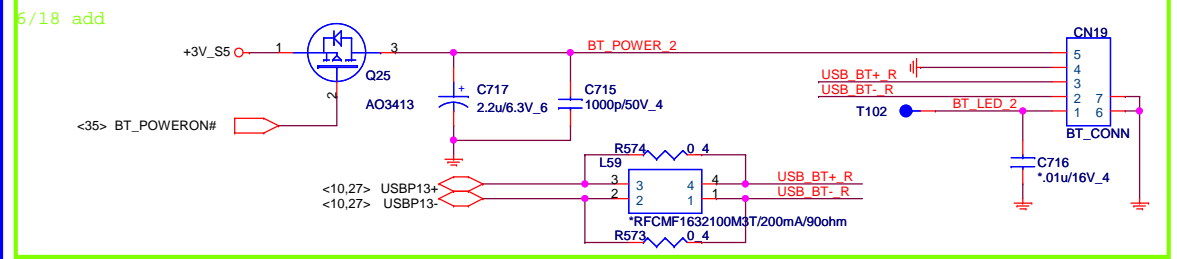 6/18 add
+3V_S5
1
3
2
Q25
AO3413
<35> BT_POWERON#
BT_POWER_2
C717
2.2u/6.3V_6
C715
1000p/50V_4
CN19
5
4
3
2
1
7
6
BT_CONN
USB_BT+_R
USB_BT-_R
T102
BT_LED_2
C716
*.01u/16V_4
R574
0_4
L59
<10,27> USBP13+
<10,27> USBP13-
3
2
3
2
4
1
4
1
USB_BT+_R
USB_BT-_R
*RFCMF1632100M3T/200mA/90ohm
R573
0_4